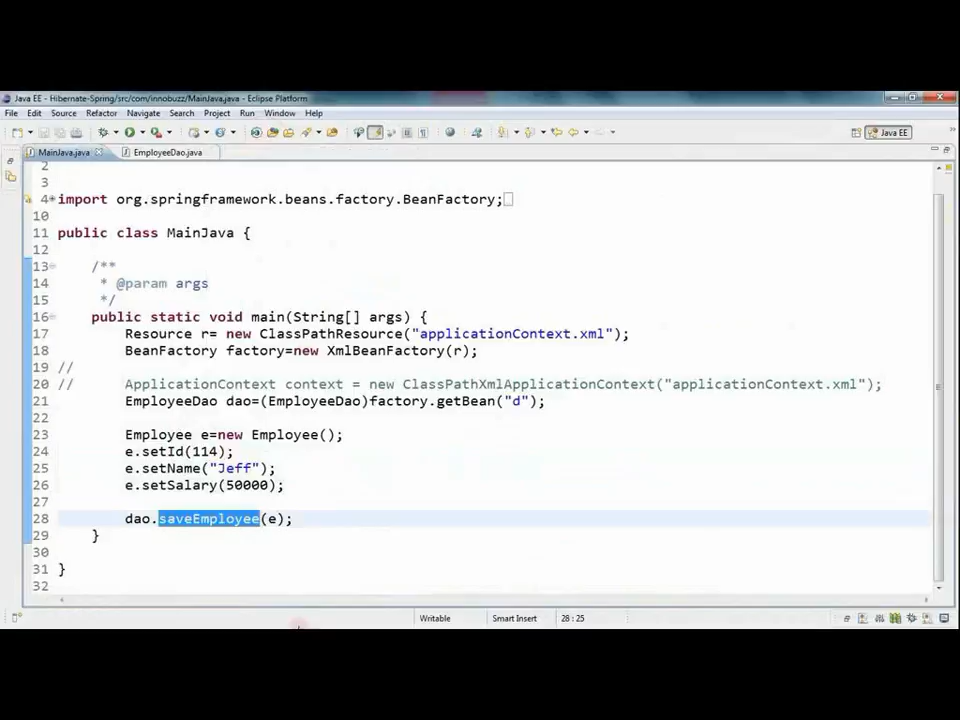 Java EE - Hibernate-Spring/src/com/innobuzz/MainJava.java - Eclipse Platform
File Edit Source Refactor Navigate Search Project Run Window Help
Java EE
MainJava.java EmployeeDao.java
2
3
4 import org.springframework.beans.factory.BeanFactory;
10
11 public class MainJava {
12
13 /**
14 * @param args
15 */
16 public static void main(String[] args) {
17 Resource r= new ClassPathResource("applicationContext.xml");
18 BeanFactory factory=new XmlBeanFactory(r);
19 //
20 // ApplicationContext context = new ClassPathXmlApplicationContext("applicationContext.xml");
21 EmployeeDao dao=(EmployeeDao)factory.getBean("d");
22
23 Employee e=new Employee();
24 e.setId(114);
25 e.setName("Jeff");
26 e.setSalary(50000);
27
28 dao.saveEmployee(e);
29 }
30
31 }
32
Writable Smart Insert 28 : 25